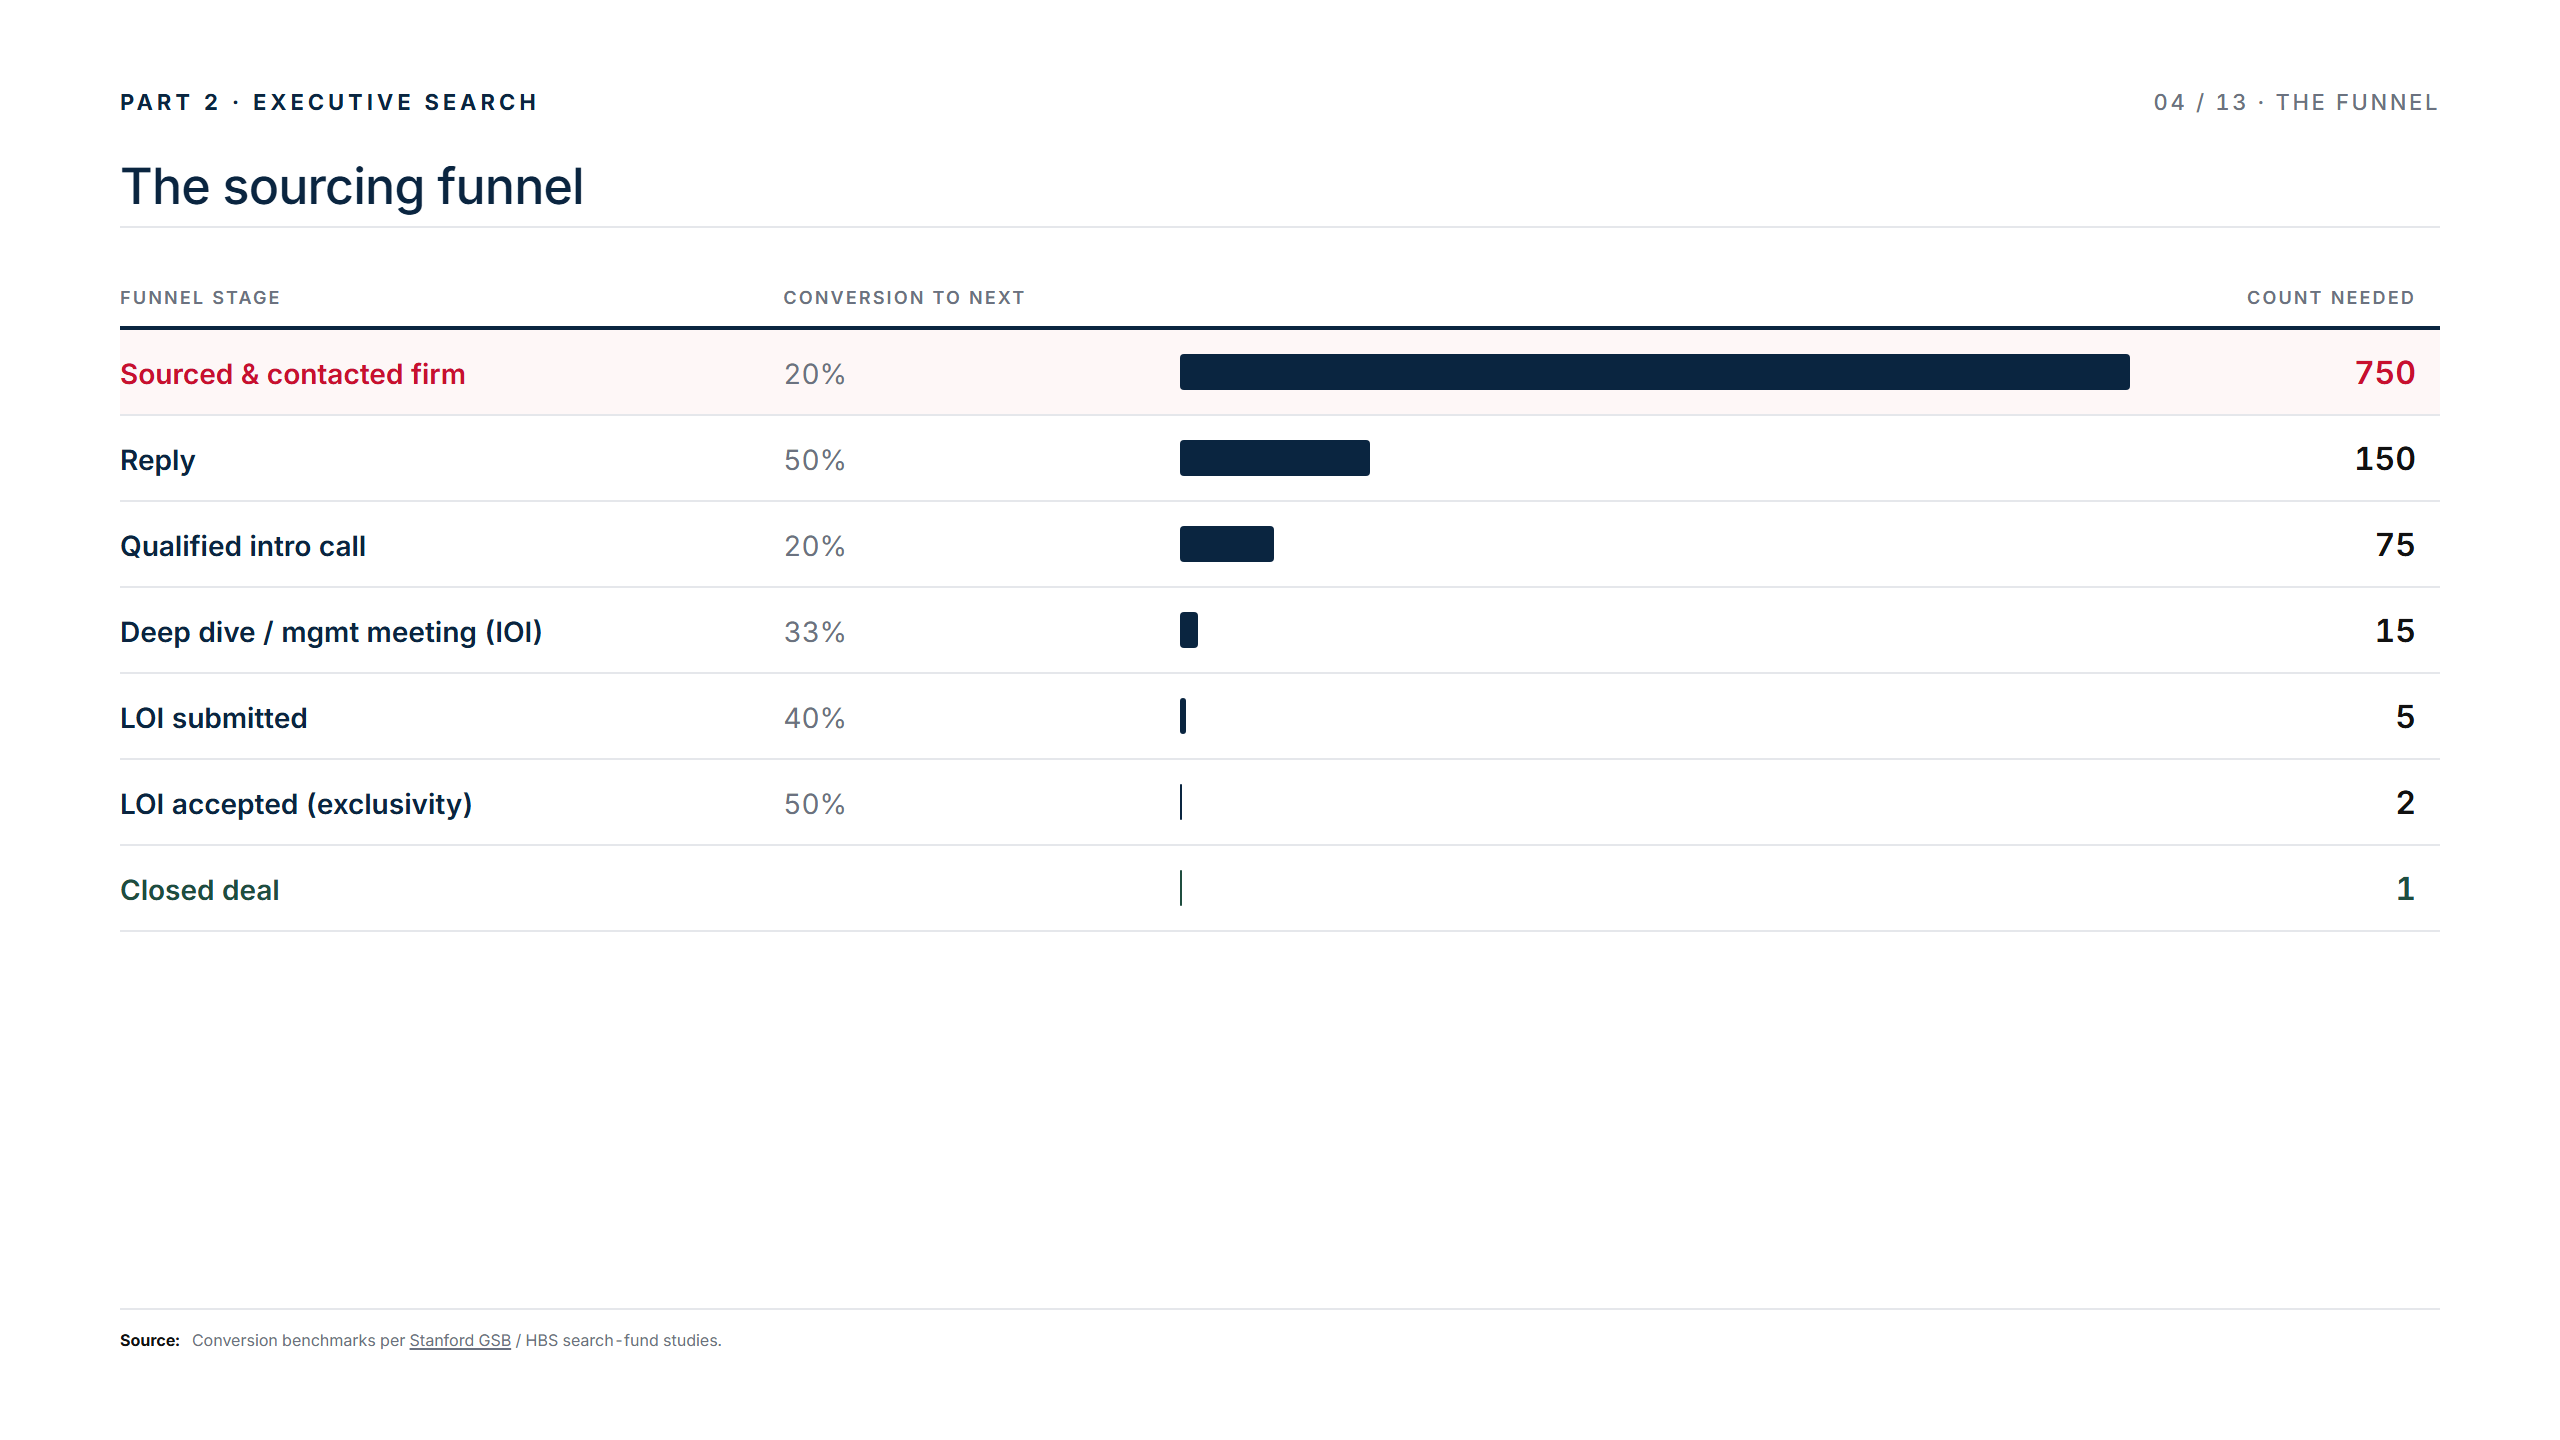 PART 2 · EXECUTIVE SEARCH
04 / 13 · THE FUNNEL
The sourcing funnel
FUNNEL STAGE CONVERSION TO NEXT COUNT NEEDED
Sourced & contacted firm 20% 750
Reply 50% 150
Qualified intro call 20% 75
Deep dive / mgmt meeting (IOI) 33% 15
LOI submitted 40% 5
LOI accepted (exclusivity) 50% 2
Closed deal 1
Source: Conversion benchmarks per Stanford GSB / HBS search-fund studies.